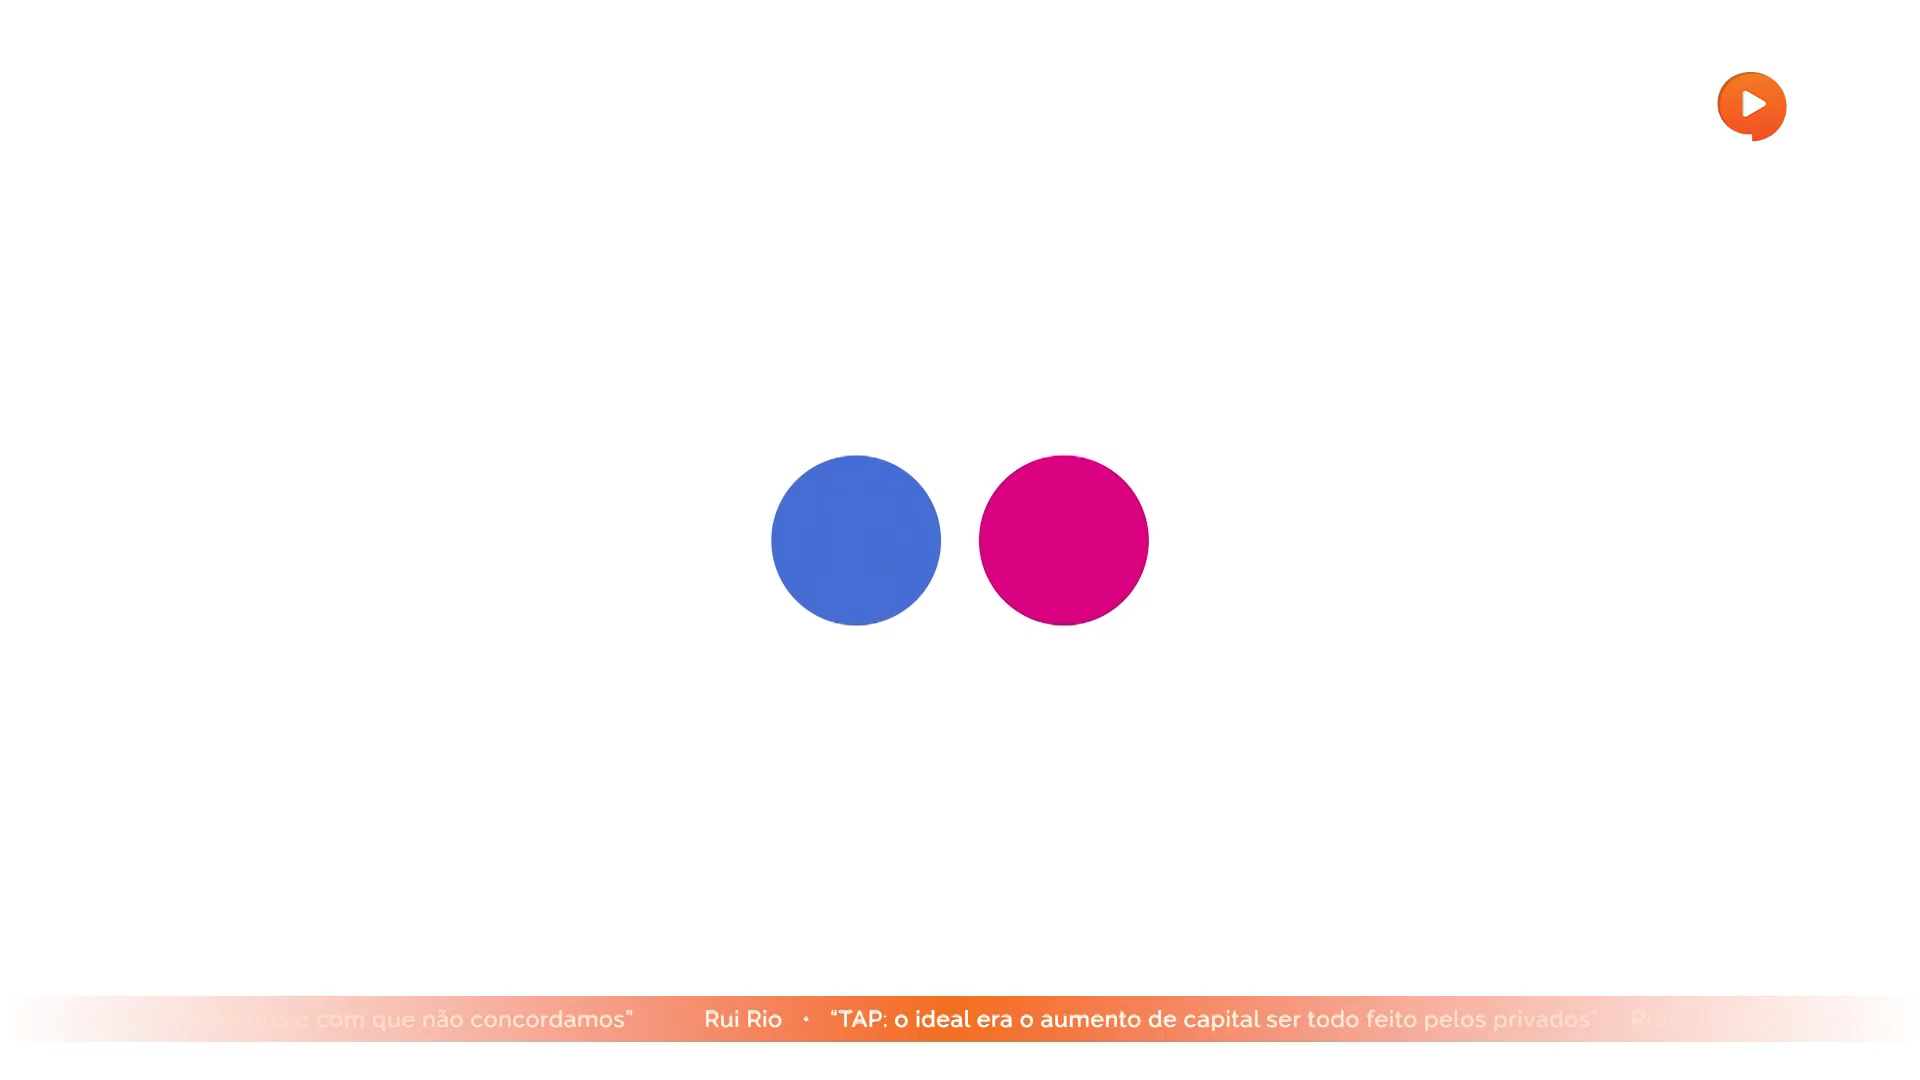 e com que não concordamos" Rui Rio • “TAP: o ideal era o aumento de capital ser todo feito pelos privados”